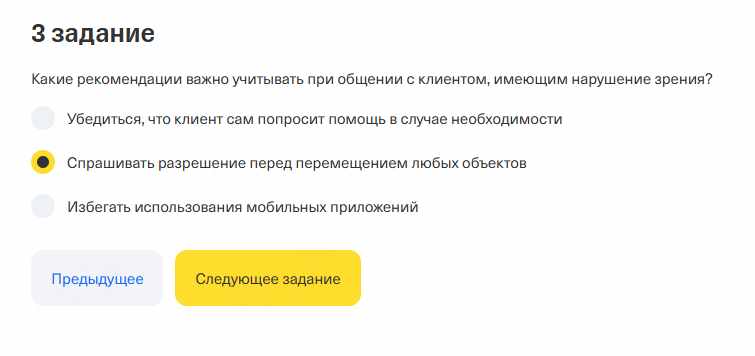 3 задание
Какие рекомендации важно учитывать при общении с клиентом, имеющим нарушение зрения?
Убедиться, что клиент сам попросит помощь в случае необходимости
Спрашивать разрешение перед перемещением любых объектов
Избегать использования мобильных приложений
Предыдущее
Следующее задание